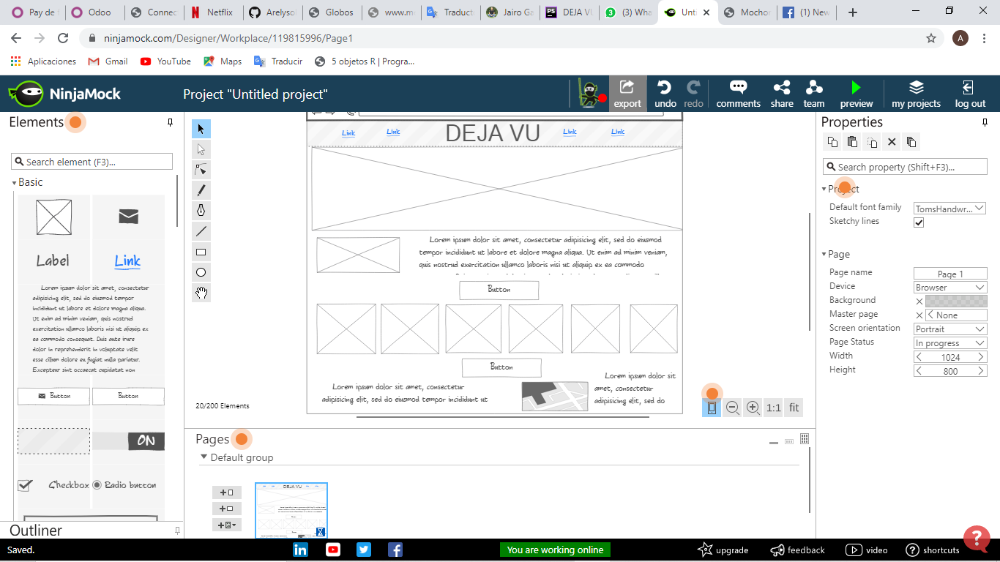 Pay de
Odoo
Connec
Netflix
Arelyso
Globos
www.m
Traduct
Jairo Ga
PS DEJA VU
3 (3) Wha
Unti
Mochor
(1) New
ninjamock.com/Designer/Workplace/119815996/Page1
A
Aplicaciones
Gmail
YouTube
Maps
Traducir
5 objetos R | Progra...
NinjaMock
Project "Untitled project"
export
undo
redo
comments
share
team
preview
my projects
log out
Elements
Search element (F3)...
Basic
Label
Link
Lorem ipsum dolor sit amet, consectetur
adipisicing elit, sed do eiusmod tempor
incididunt ut labore et dolore magna aliqua.
Ut enim ad minim veniam, quis nostrud
exercitation ullamco laboris nisi ut aliquip ex
ea commodo consequat. Duis aute irure
dolor in reprehenderit in voluptate velit
esse cillum dolore eu fugiat nulla pariatur.
Excepteur sint occaecat cupidatat non
Button
Button
ON
Checkbox
Radio button
Outliner
Link
Link
DEJA VU
Link
Link
Lorem ipsum dolor sit amet, consectetur adipisicing elit, sed do eiusmod
tempor incididunt ut labore et dolore magna aliqua. Ut enim ad minim veniam,
quis nostrud exercitation ullamco laboris nisi ut aliquip ex ea commodo
Button
Button
Lorem ipsum dolor sit amet, consectetur
adipisicing elit, sed do eiusmod tempor incididunt ut
Lorem ipsum dolor sit
amet, consectetur
adipisicing elit, sed do
20/200 Elements
1:1
fit
Pages
Default group
DEJA VU
Properties
Search property (Shift+F3)...
Project
Default font family
TomsHandwr...
Sketchy lines
Page
Page name
Page 1
Device
Browser
Background
Master page
None
Screen orientation
Portrait
Page Status
In progress
Width
1024
Height
800
Saved.
You are working online
upgrade
feedback
video
? shortcuts
?